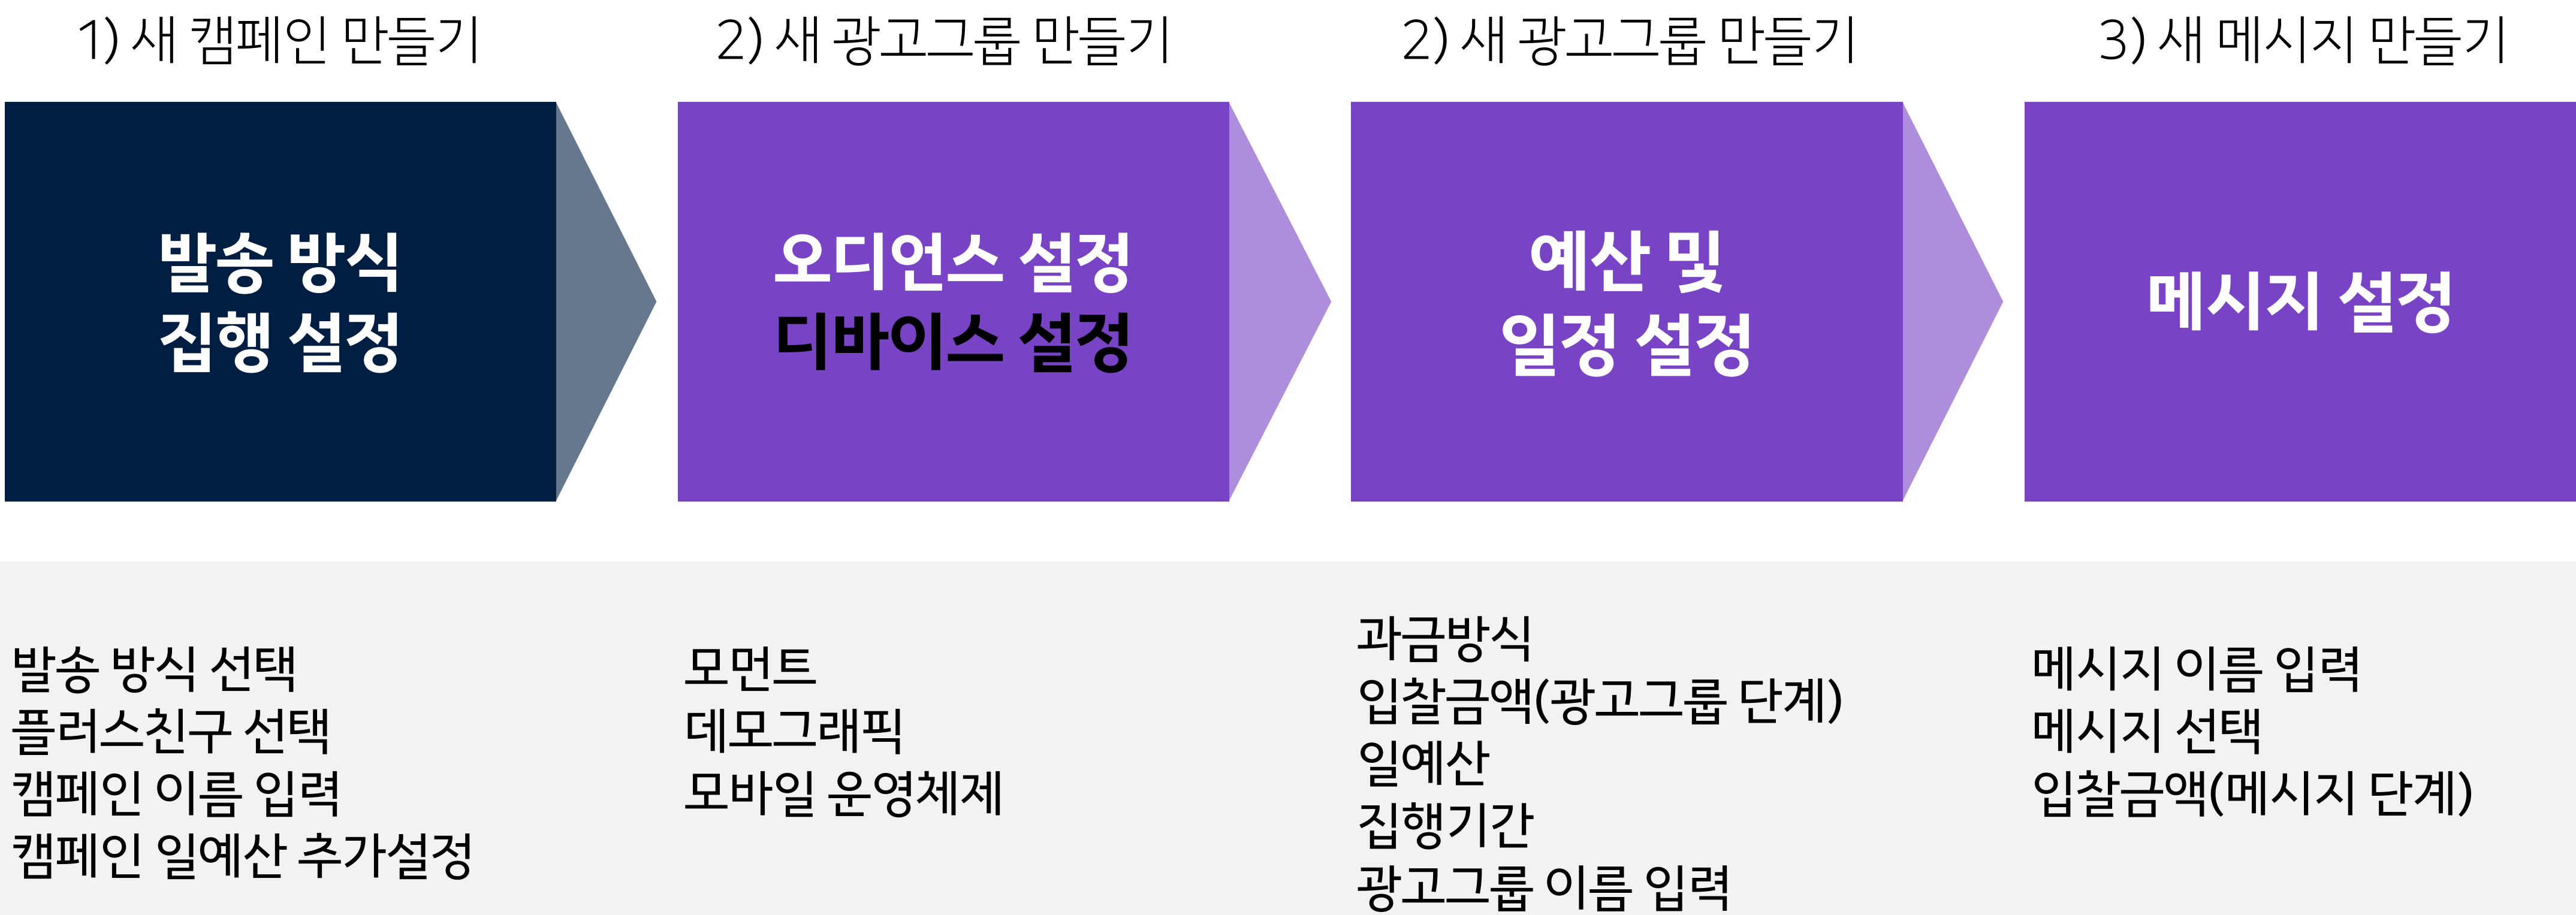 1) 새 캠페인 만들기
2) 새 광고그룹 만들기
2) 새 광고그룹 만들기
3) 새 메시지 만들기
발송 방식
집행 설정
오디언스 설정
디바이스 설정
예산 및
일정 설정
메시지 설정
발송 방식 선택
플러스친구 선택
캠페인 이름 입력
캠페인 일예산 추가설정
모먼트
데모그래픽
모바일 운영체제
과금방식
입찰금액(광고그룹 단계)
일예산
집행기간
광고그룹 이름 입력
메시지 이름 입력
메시지 선택
입찰금액(메시지 단계)